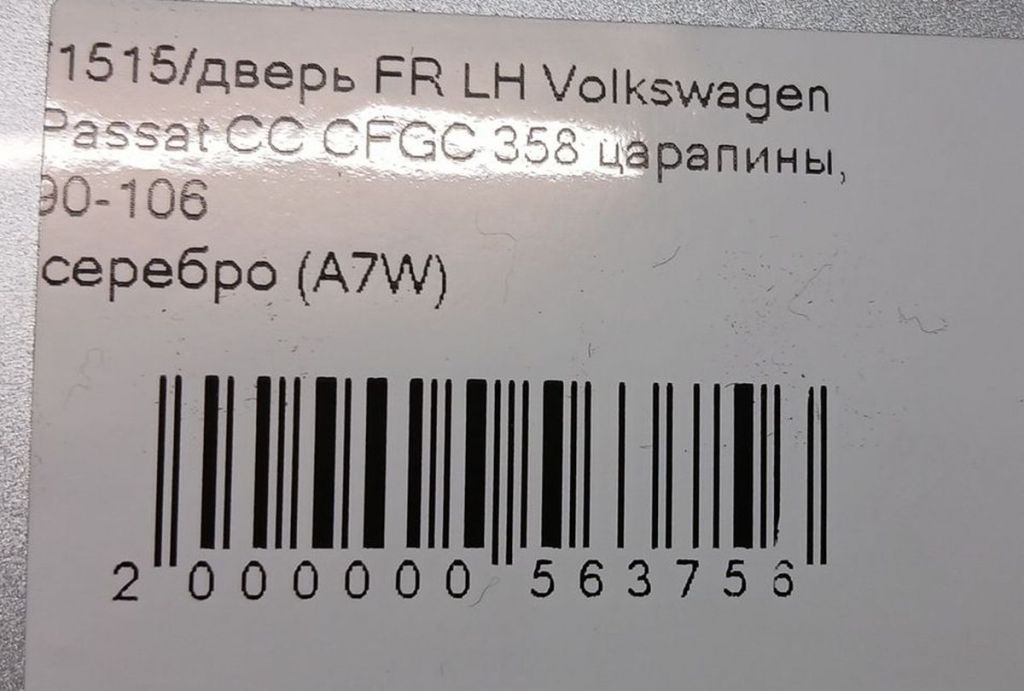 1515/дверь FR LH Volkswagen
Passat CC CFGC 358 царапины,
90-106
серебро (A7W)
2 000000 563756